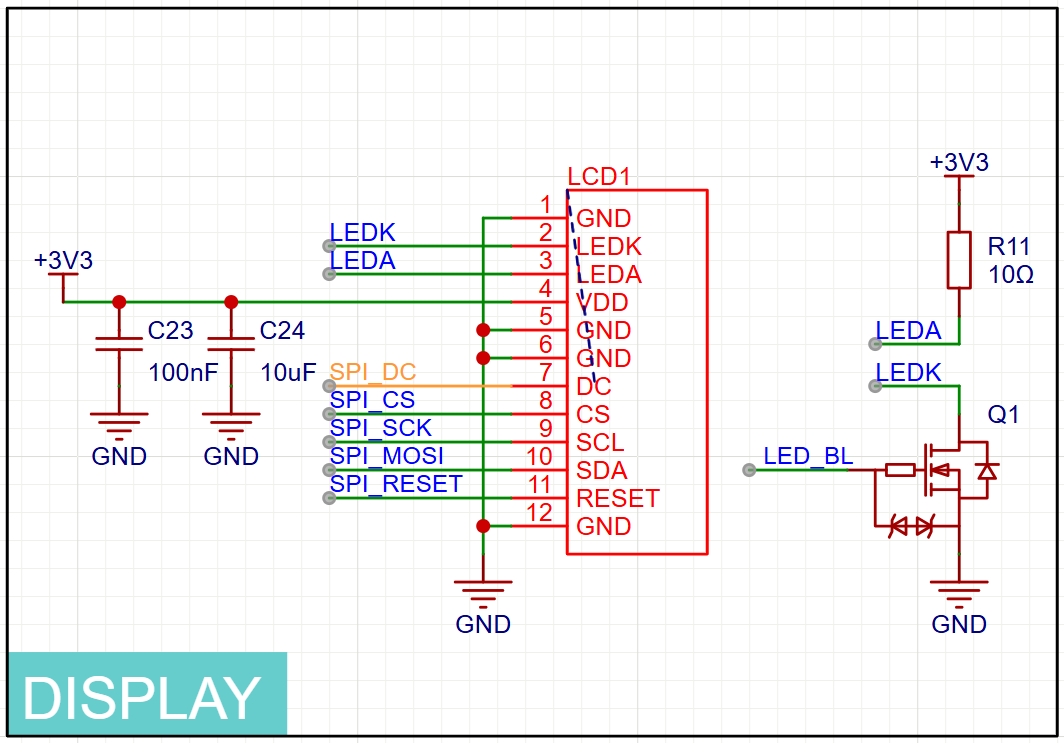 LCD1
1 GND
2 LEDK
3 LEDA
4 VDD
5 GND
6 GND
7 DC
8 CS
9 SCL
10 SDA
11 RESET
12 GND
LEDK
LEDA
+3V3
C23
100nF
GND
C24
10uF
GND
SPI_DC
SPI_CS
SPI_SCK
SPI_MOSI
SPI_RESET
GND
+3V3
R11
10Ω
LEDA
LEDK
Q1
LED_BL
GND
DISPLAY